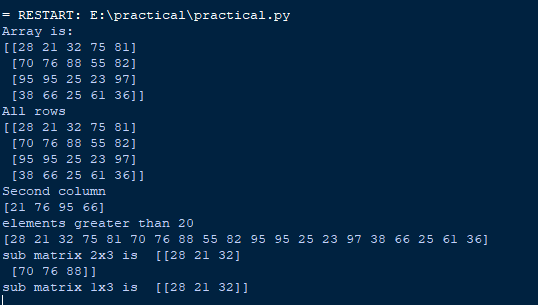 = RESTART: E:\practical\practical.py
Array is:
[[28 21 32 75 81]
 [70 76 88 55 82]
 [95 95 25 23 97]
 [38 66 25 61 36]]
All rows
[[28 21 32 75 81]
 [70 76 88 55 82]
 [95 95 25 23 97]
 [38 66 25 61 36]]
Second column
[21 76 95 66]
elements greater than 20
[28 21 32 75 81 70 76 88 55 82 95 95 25 23 97 38 66 25 61 36]
sub matrix 2x3 is  [[28 21 32]
 [70 76 88]]
sub matrix 1x3 is  [[28 21 32]]